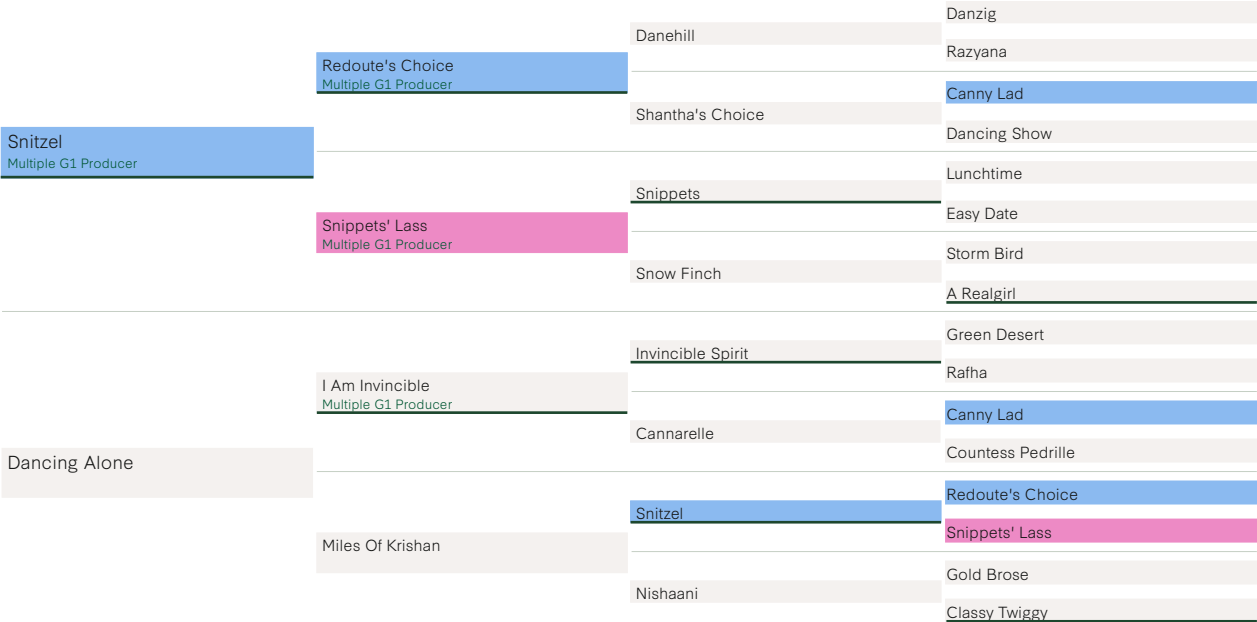 Snitzel
Multiple G1 Producer
Dancing Alone
Redoute's Choice
Multiple G1 Producer
Snippets' Lass
Multiple G1 Producer
I Am Invincible
Multiple G1 Producer
Miles Of Krishan
Danehill
Shantha's Choice
Snippets
Snow Finch
Invincible Spirit
Cannarelle
Snitzel
Nishaani
Danzig
Razyana
Canny Lad
Dancing Show
Lunchtime
Easy Date
Storm Bird
A Realgirl
Green Desert
Rafha
Canny Lad
Countess Pedrille
Redoute's Choice
Snippets' Lass
Gold Brose
Classy Twiggy